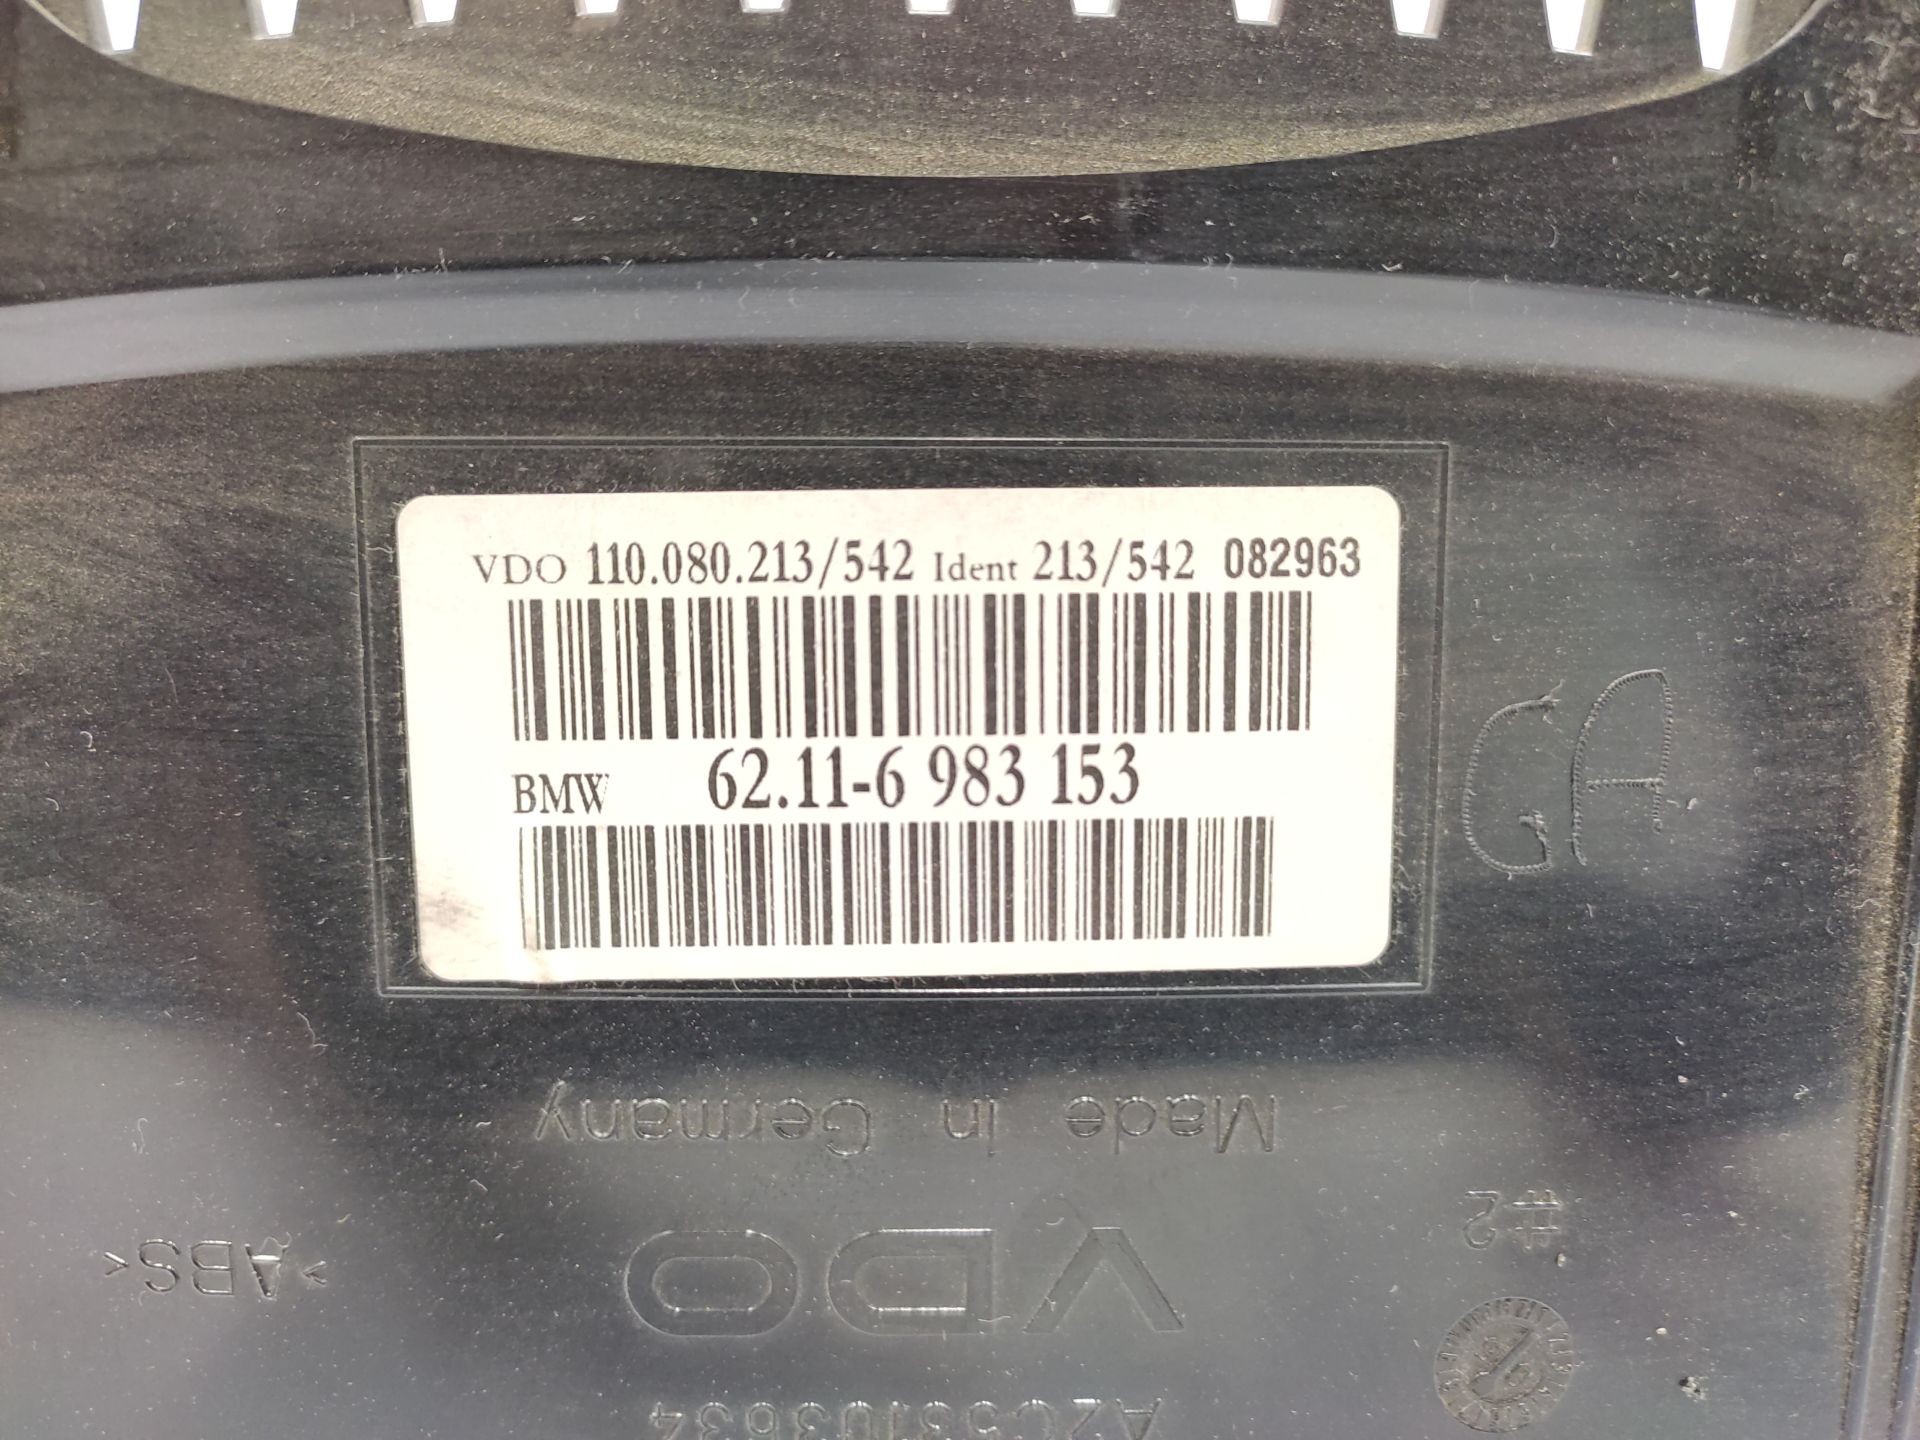 VDO 110.080.213/542 Ident 213/542 082963
BMW 62.11-6 983 153
GA
Made in Germany
#2
VDO
>ABS<
A2C53103634